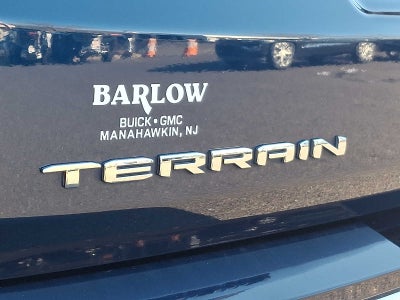 BARLOW
BUICK • GMC
MANAHAWKIN, NJ
TERRAIN